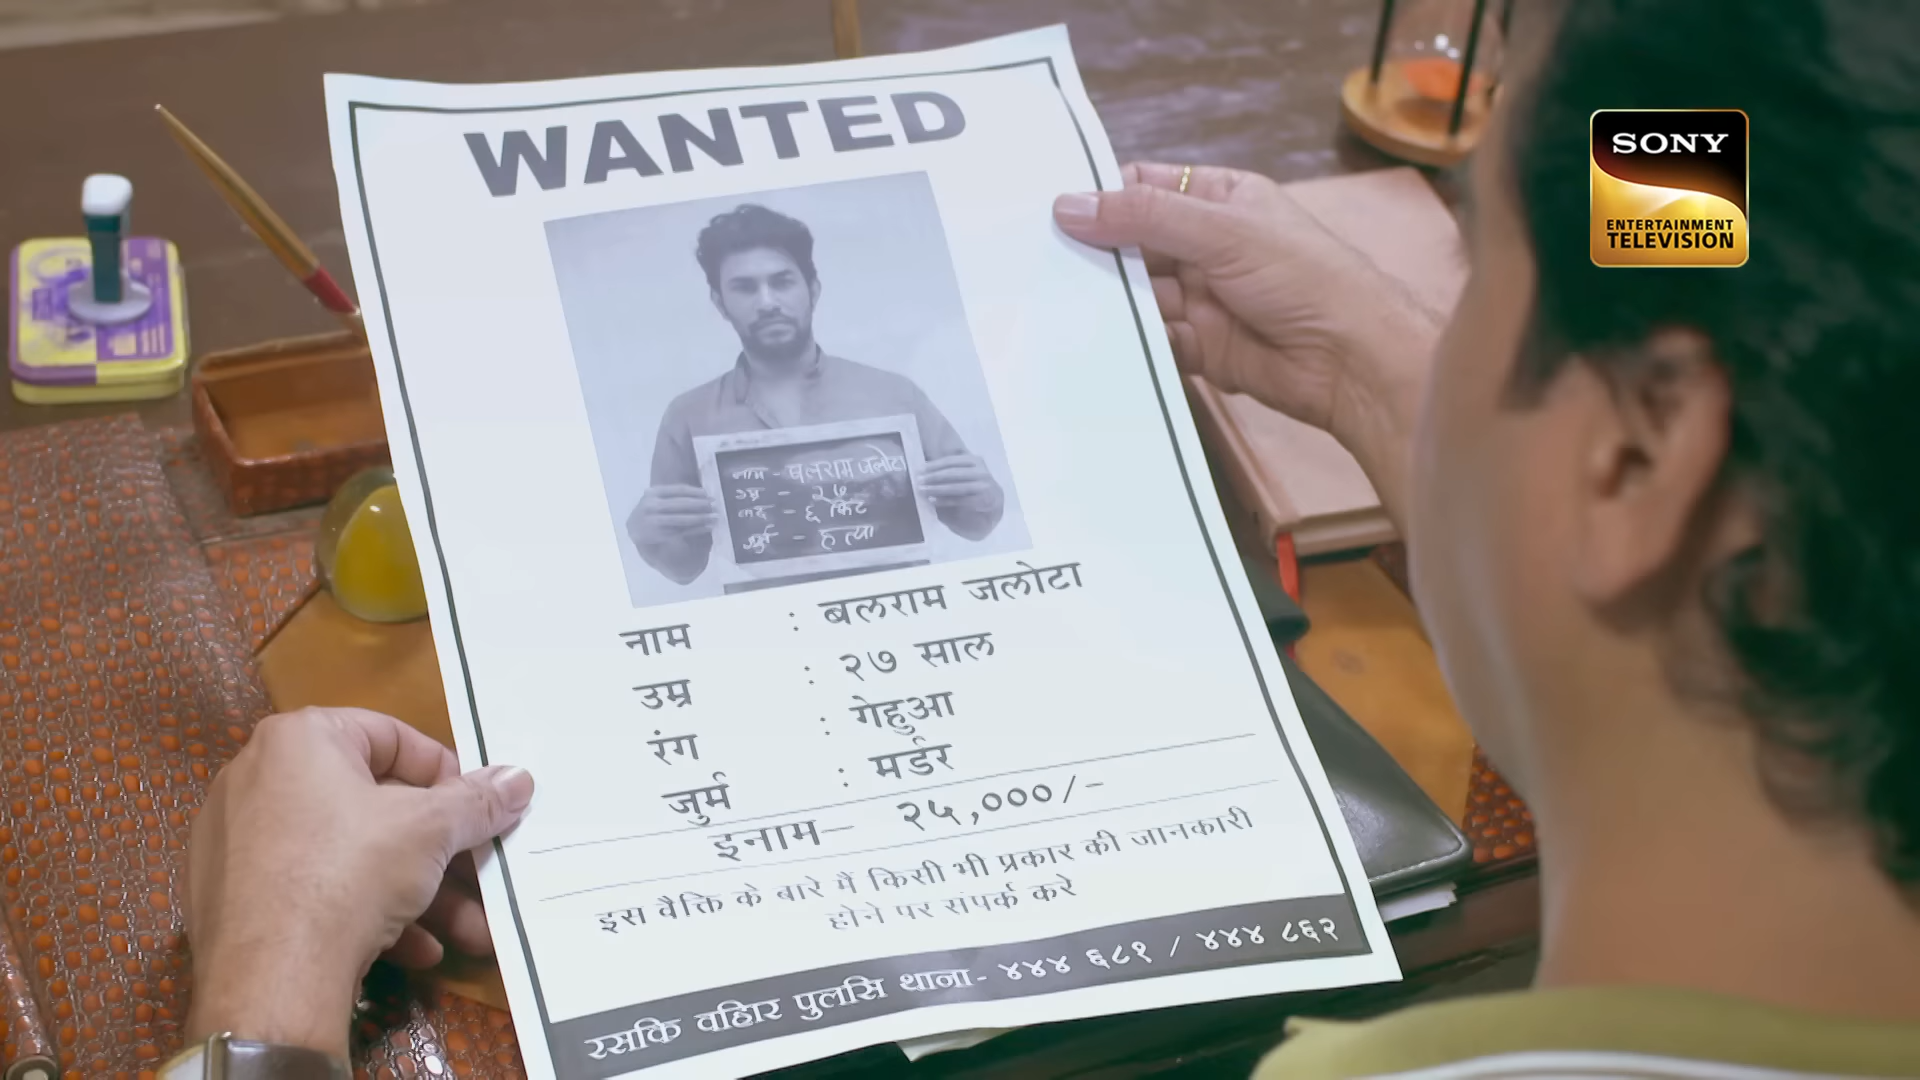 WANTED
नाम - बलराम जलोटा
उम्र - २७
कद - ६ फिट
जुर्म - हत्या
नाम : बलराम जलोटा
उम्र : २७ साल
रंग : गेहुआ
जुर्म : मर्डर
इनाम– २५,०००/-
इस वैक्ति के बारे मैं किसी भी प्रकार की जानकारी
होने पर संपर्क करे
रसकि वहिार पुलसि थाना- ४४४ ६८१ / ४४४ ८६२
SONY
ENTERTAINMENT
TELEVISION